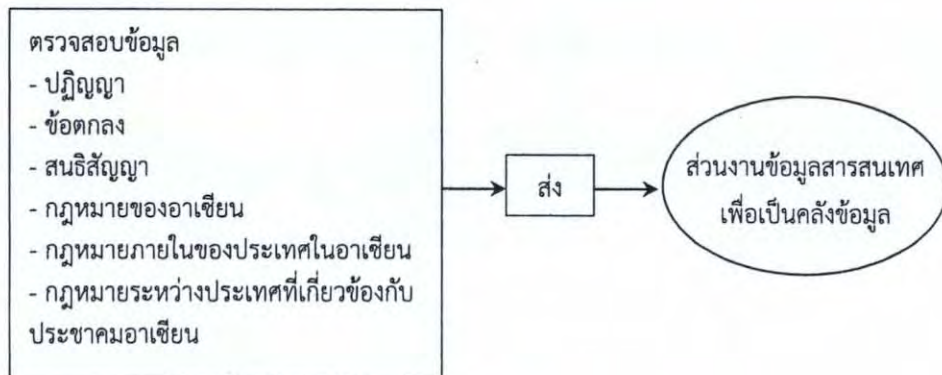 ตรวจสอบข้อมูล
- ปฏิญญา
- ข้อตกลง
- สนธิสัญญา
- กฎหมายของอาเซียน
- กฎหมายภายในของประเทศในอาเซียน
- กฎหมายระหว่างประเทศที่เกี่ยวข้องกับ
ประชาคมอาเซียน
ส่ง
ส่วนงานข้อมูลสารสนเทศ
เพื่อเป็นคลังข้อมูล